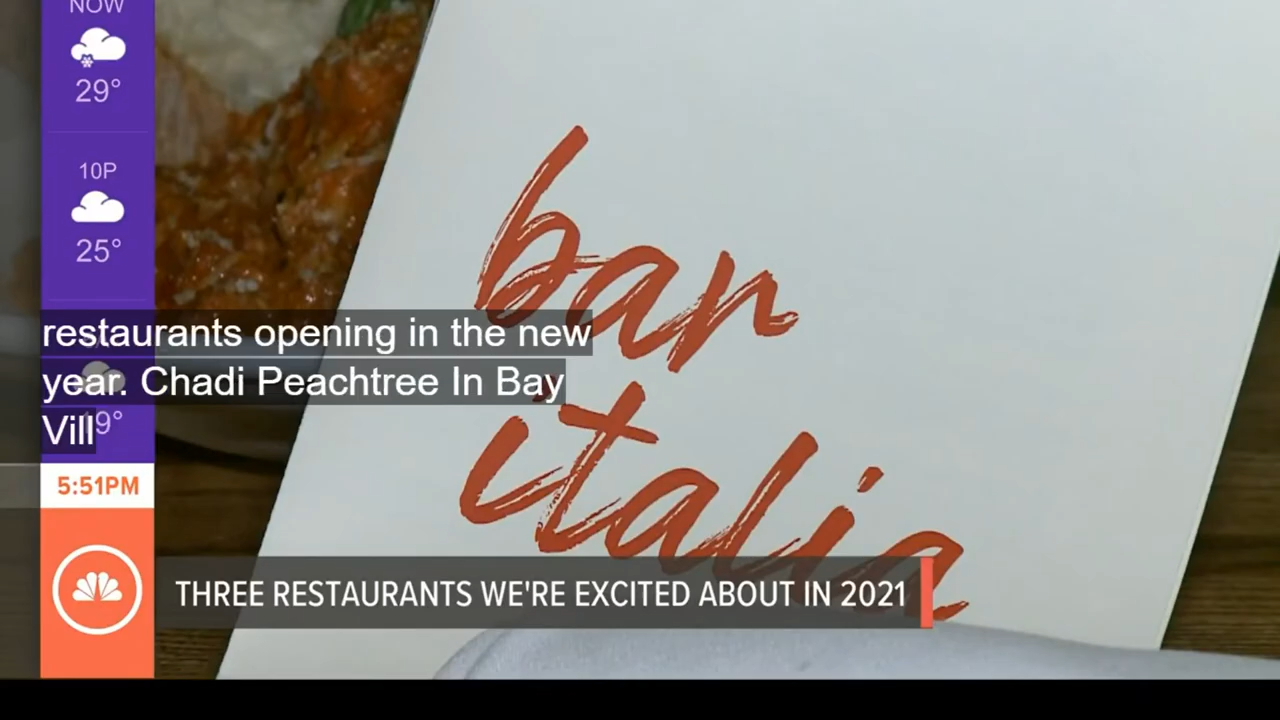 NOW
29°
10P
25°
restaurants opening in the new
year. Chadi Peachtree In Bay
Vill
9°
5:51PM
bar
italia
THREE RESTAURANTS WE'RE EXCITED ABOUT IN 2021